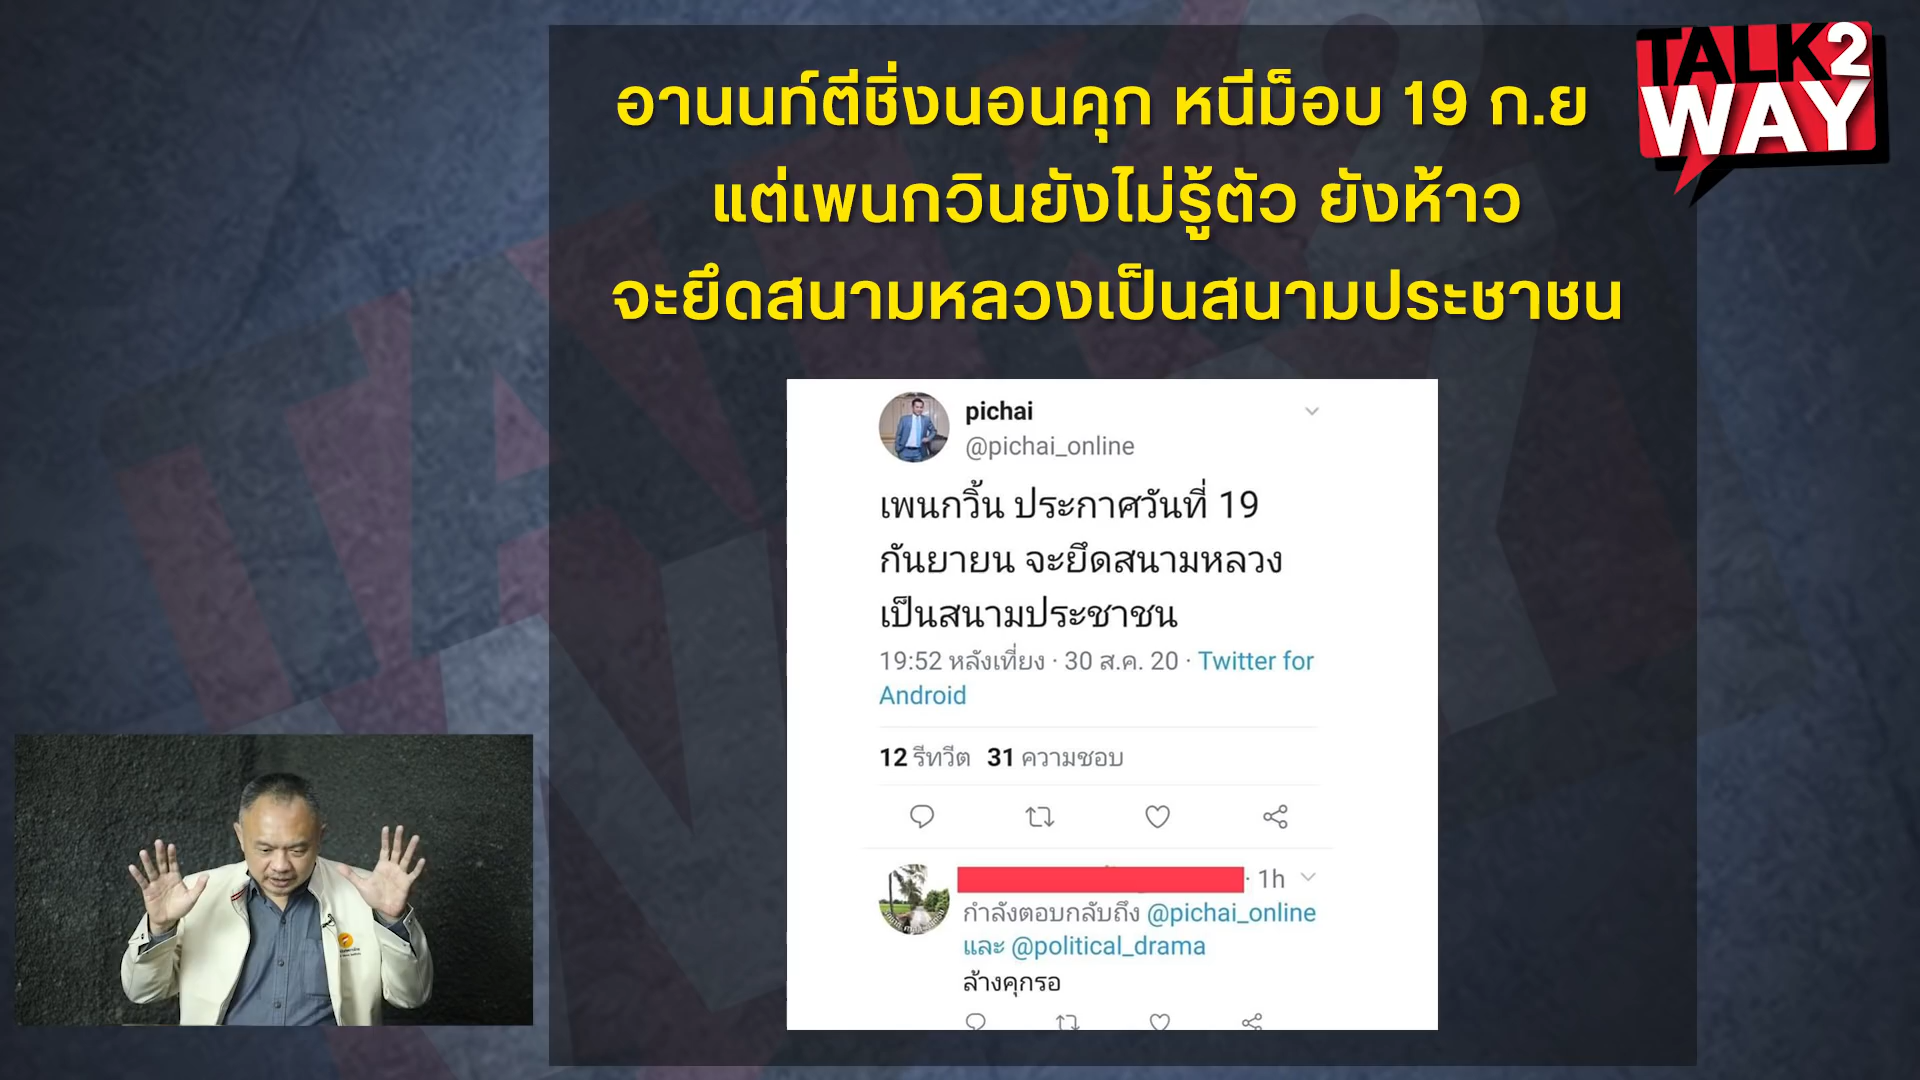 อานนท์ตีชิ่งนอนคุก หนีม็อบ 19 ก.ย
แต่เพนกวินยังไม่รู้ตัว ยังห้าว
จะยึดสนามหลวงเป็นสนามประชาชน
TALK2
WAY
pichai
@pichai_online
เพนกวิ้น ประกาศวันที่ 19
กันยายน จะยึดสนามหลวง
เป็นสนามประชาชน
19:52 หลังเที่ยง · 30 ส.ค. 20 · Twitter for
Android
12 รีทวีต 31 ความชอบ
· 1h
กำลังตอบกลับถึง @pichai_online
และ @political_drama
ล้างคุกรอ